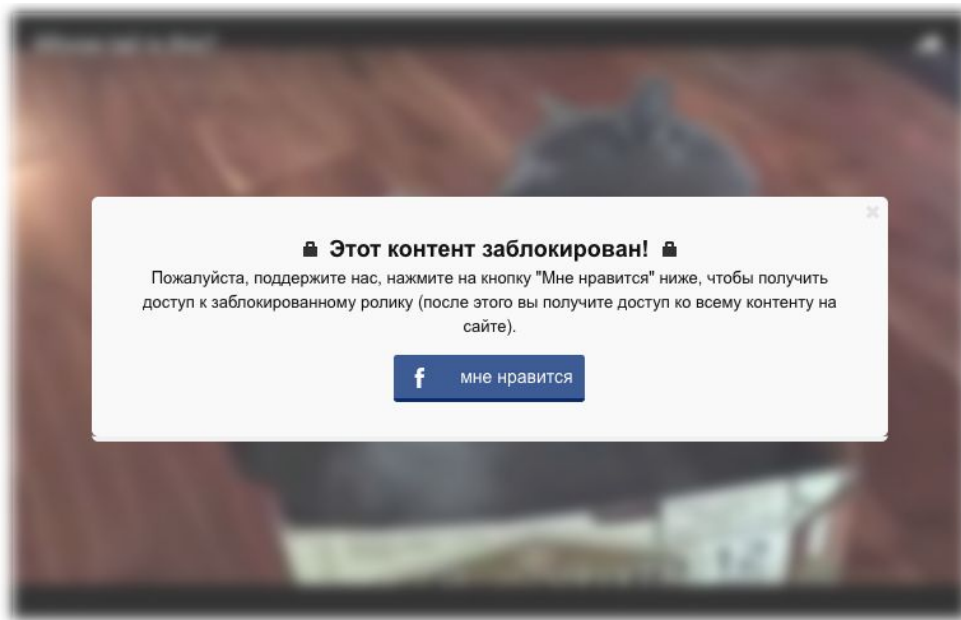 Этот контент заблокирован!
Пожалуйста, поддержите нас, нажмите на кнопку "Мне нравится" ниже, чтобы получить
доступ к заблокированному ролику (после этого вы получите доступ ко всему контенту на
сайте).
f мне нравится